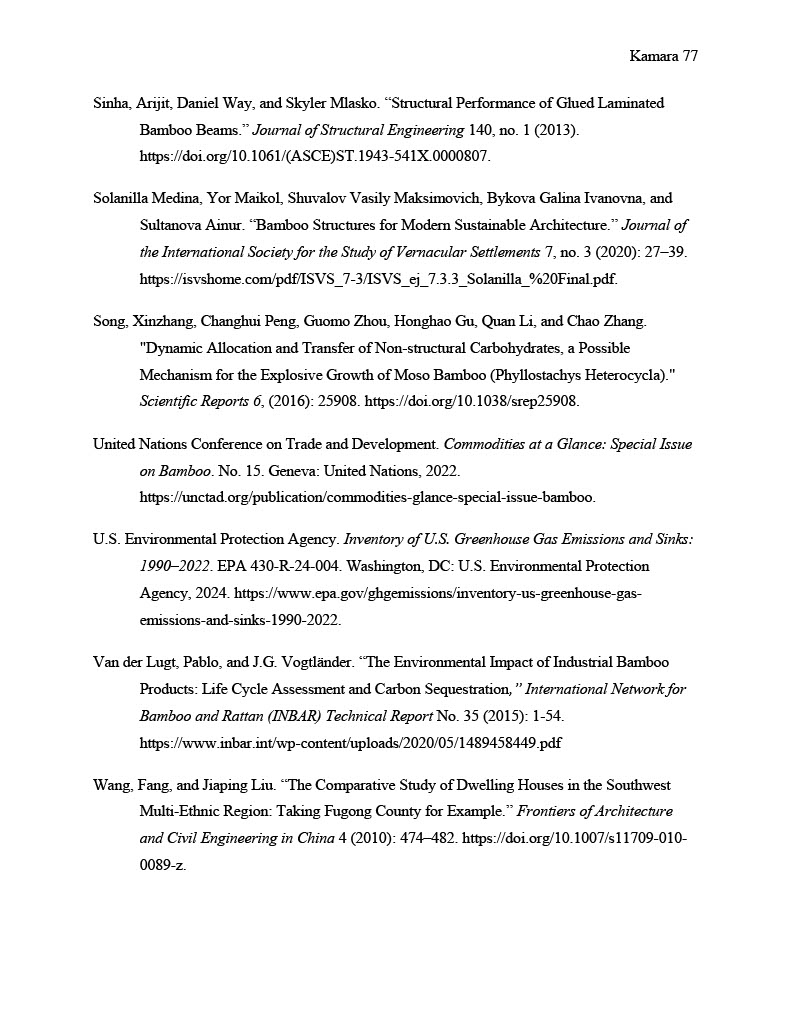 Kamara 77
Sinha, Arijit, Daniel Way, and Skyler Mlasko. “Structural Performance of Glued Laminated
Bamboo Beams.” Journal of Structural Engineering 140, no. 1 (2013).
https://doi.org/10.1061/(ASCE)ST.1943-541X.0000807.
Solanilla Medina, Yor Maikol, Shuvalov Vasily Maksimovich, Bykova Galina Ivanovna, and
Sultanova Ainur. “Bamboo Structures for Modern Sustainable Architecture.” Journal of
the International Society for the Study of Vernacular Settlements 7, no. 3 (2020): 27–39.
https://isvshome.com/pdf/ISVS_7-3/ISVS_ej_7.3.3_Solanilla_%20Final.pdf.
Song, Xinzhang, Changhui Peng, Guomo Zhou, Honghao Gu, Quan Li, and Chao Zhang.
"Dynamic Allocation and Transfer of Non-structural Carbohydrates, a Possible
Mechanism for the Explosive Growth of Moso Bamboo (Phyllostachys Heterocycla)."
Scientific Reports 6, (2016): 25908. https://doi.org/10.1038/srep25908.
United Nations Conference on Trade and Development. Commodities at a Glance: Special Issue
on Bamboo. No. 15. Geneva: United Nations, 2022.
https://unctad.org/publication/commodities-glance-special-issue-bamboo.
U.S. Environmental Protection Agency. Inventory of U.S. Greenhouse Gas Emissions and Sinks:
1990–2022. EPA 430-R-24-004. Washington, DC: U.S. Environmental Protection
Agency, 2024. https://www.epa.gov/ghgemissions/inventory-us-greenhouse-gas-
emissions-and-sinks-1990-2022.
Van der Lugt, Pablo, and J.G. Vogtländer. “The Environmental Impact of Industrial Bamboo
Products: Life Cycle Assessment and Carbon Sequestration,” International Network for
Bamboo and Rattan (INBAR) Technical Report No. 35 (2015): 1-54.
https://www.inbar.int/wp-content/uploads/2020/05/1489458449.pdf
Wang, Fang, and Jiaping Liu. “The Comparative Study of Dwelling Houses in the Southwest
Multi-Ethnic Region: Taking Fugong County for Example.” Frontiers of Architecture
and Civil Engineering in China 4 (2010): 474–482. https://doi.org/10.1007/s11709-010-
0089-z.